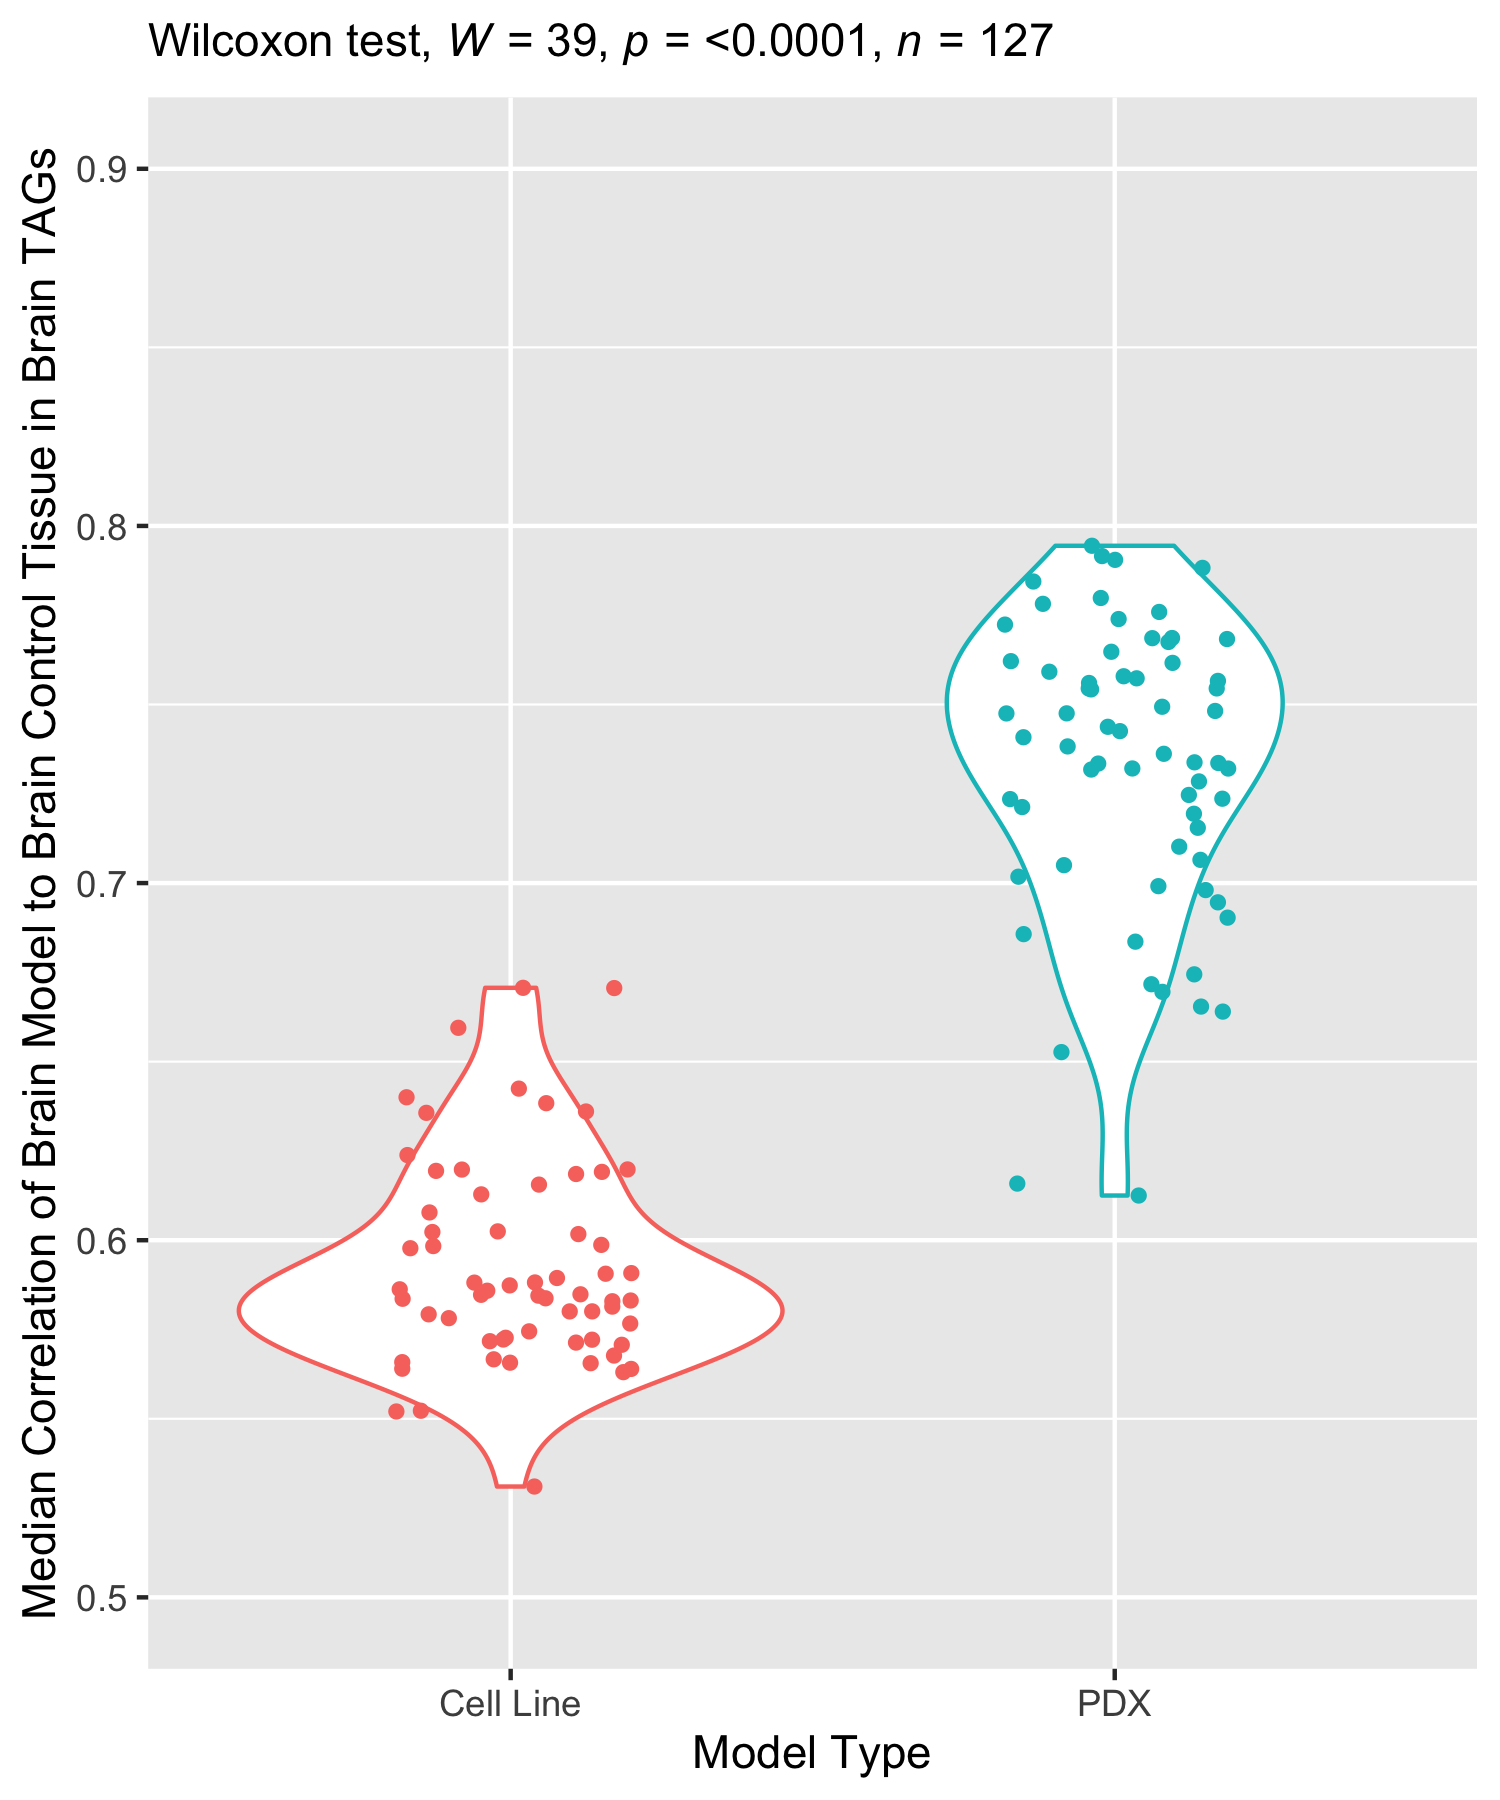 Wilcoxon test, W = 39, p = <0.0001, n = 127
Median Correlation of Brain Model to Brain Control Tissue in Brain TAGs
0.9
0.8
0.7
0.6
0.5
Cell Line
PDX
Model Type